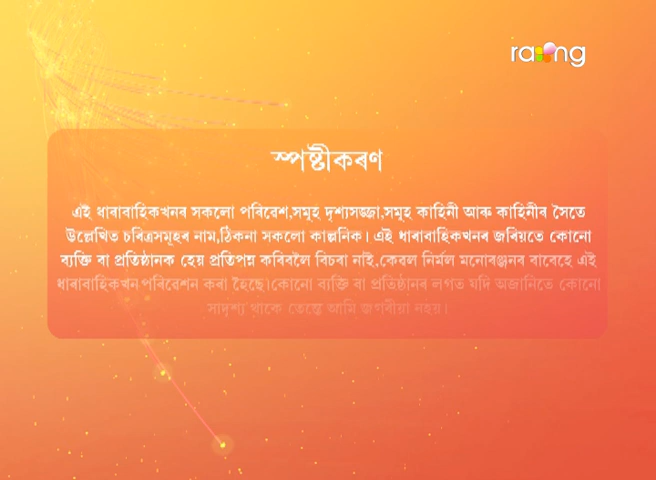 rang
স্পষ্টীকৰণ
এই ধাৰাবাহিকখনৰ সকলো পৰিৱেশ,সমূহ দৃশ্যসজ্জা,সমূহ কাহিনী আৰু কাহিনীৰ সৈতে
উল্লেখিত চৰিত্ৰসমূহৰ নাম,ঠিকনা সকলো কাল্পনিক। এই ধাৰাবাহিকখনৰ জৰিয়তে কোনো
ব্যক্তি বা প্ৰতিষ্ঠানক হেয় প্ৰতিপন্ন কৰিবলৈ বিচৰা নাই,কেৱল নিৰ্মল মনোৰঞ্জনৰ বাবেহে এই
ধাৰাবাহিকখন পৰিৱেশন কৰা হৈছে।কোনো ব্যক্তি বা প্ৰতিষ্ঠানৰ লগত যদি অজানিতে কোনো
সাদৃশ্য থাকে তেন্তে আমি জগৰীয়া নহয়।